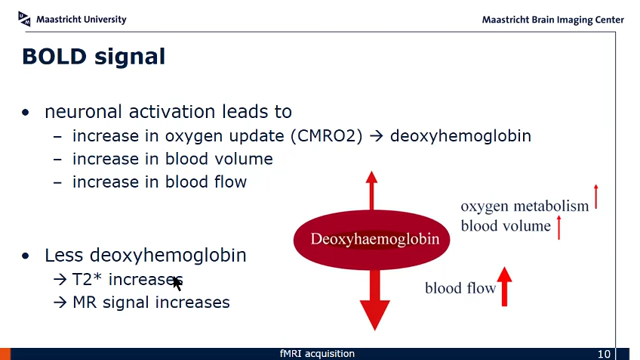 Maastricht University
Maastricht Brain Imaging Center
BOLD signal
• neuronal activation leads to
– increase in oxygen update (CMRO2) → deoxyhemoglobin
– increase in blood volume
– increase in blood flow
oxygen metabolism
blood volume
Deoxyhaemoglobin
blood flow
• Less deoxyhemoglobin
→ T2* increases
→ MR signal increases
fMRI acquisition
10